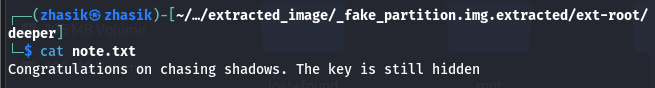 ┌──(zhasik㉿zhasik)-[~/…/extracted_image/_fake_partition.img.extracted/ext-root/
deeper]
└─$ cat note.txt
Congratulations on chasing shadows. The key is still hidden